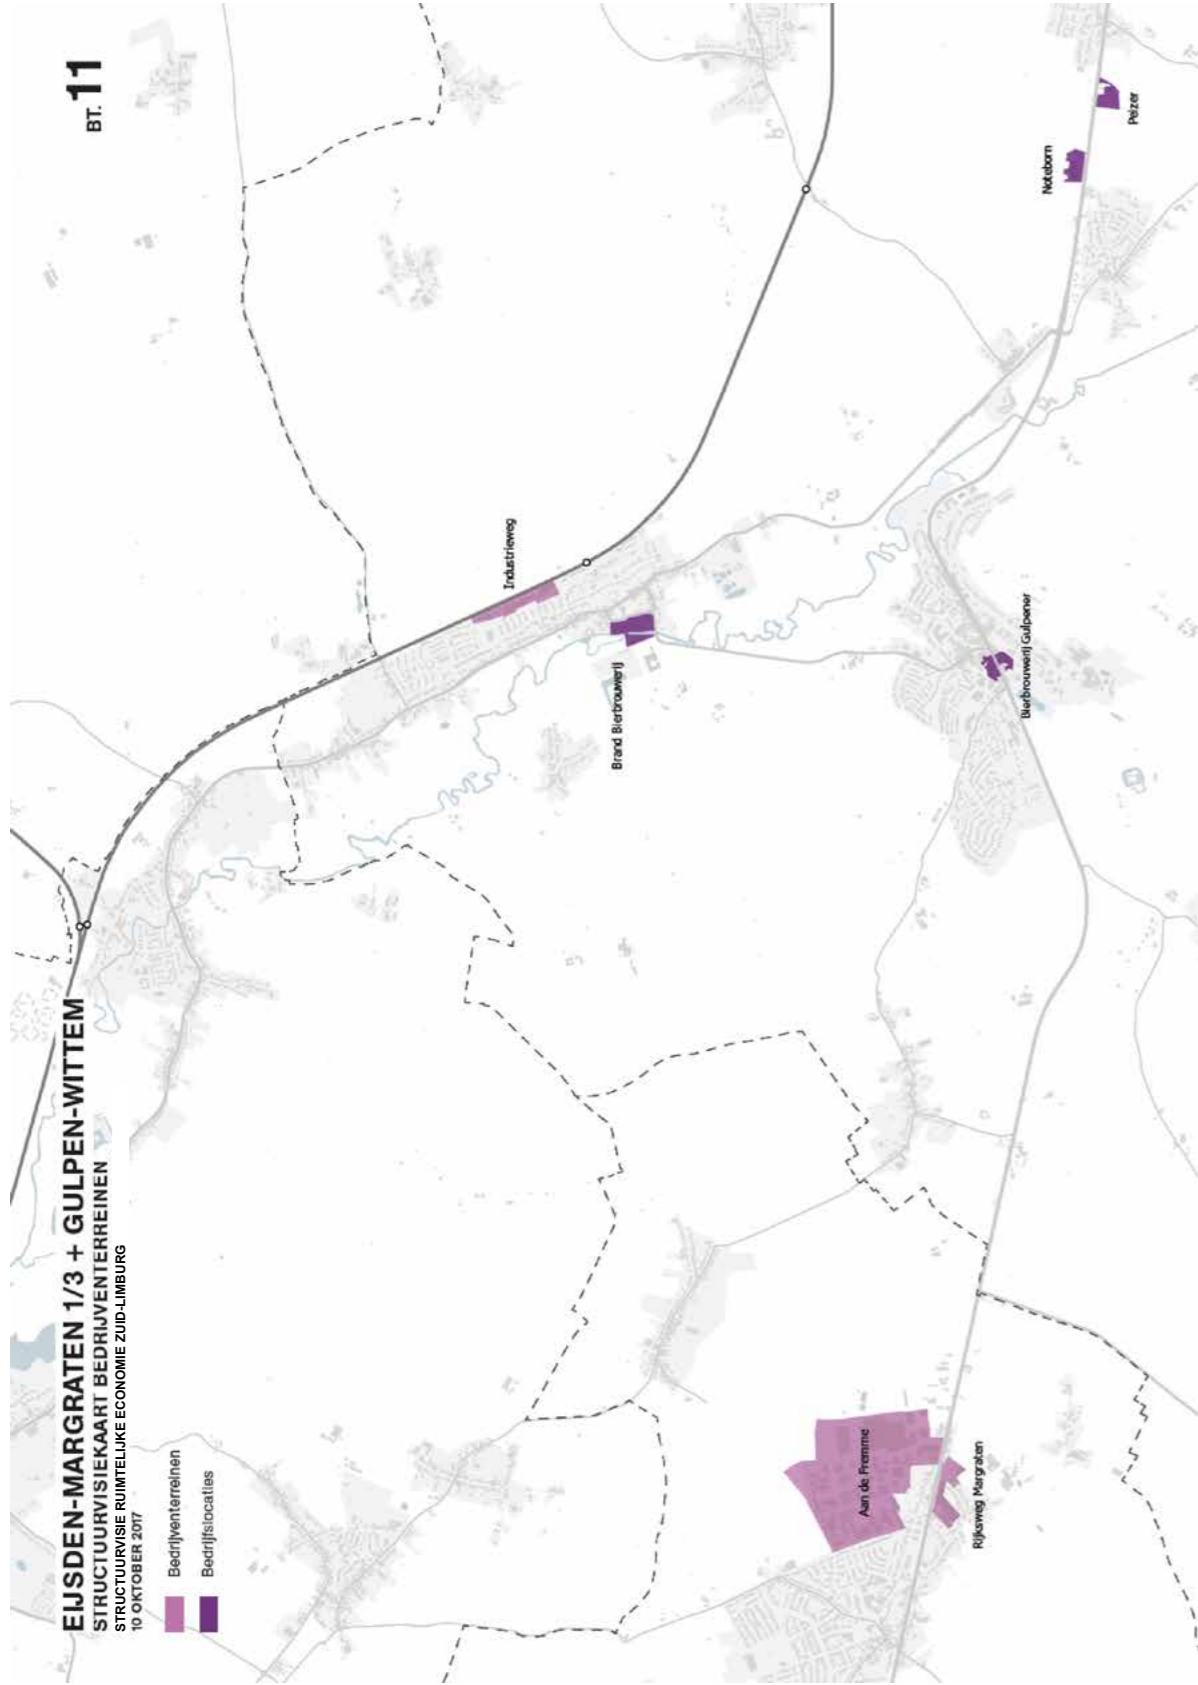 EIJSDEN-MARGRATEN 1/3 + GULPEN-WITTEM
STRUCTUURVISIEKAART BEDRIJVENTERREINEN
STRUCTUURVISIE RUIMTELIJKE ECONOMIE ZUID-LIMBURG
10 OKTOBER 2017
BT. 11
Bedrijventerreinen
Bedrijfslocaties
Industrieweg
Brand Bierbrouwerij
Noteborn
Pelzer
Bierbrouwerij Gulpener
Aan de Fremme
Rijksweg Margraten